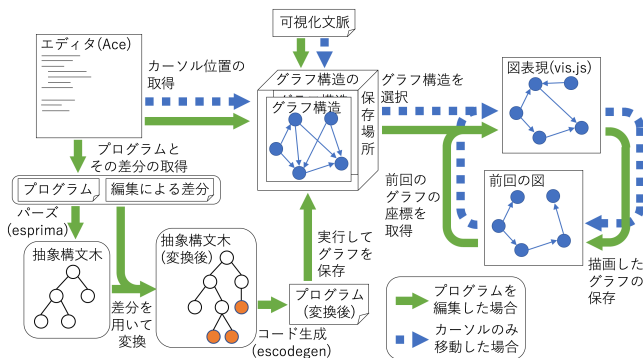 可視化文脈
エディタ(Ace)
カーソル位置の
取得
グラフ構造の
グラフ構造
保存場所
グラフ構造を
選択
図表現(vis.js)
プログラムと
その差分の取得
プログラム
編集による差分
パーズ
(esprima)
抽象構文木
差分を
用いて
変換
抽象構文木
(変換後)
コード生成
(escodegen)
実行して
グラフを
保存
プログラム
(変換後)
前回の
グラフの
座標を
取得
前回の図
描画した
グラフの
保存
プログラムを
編集した場合
カーソルのみ
移動した場合